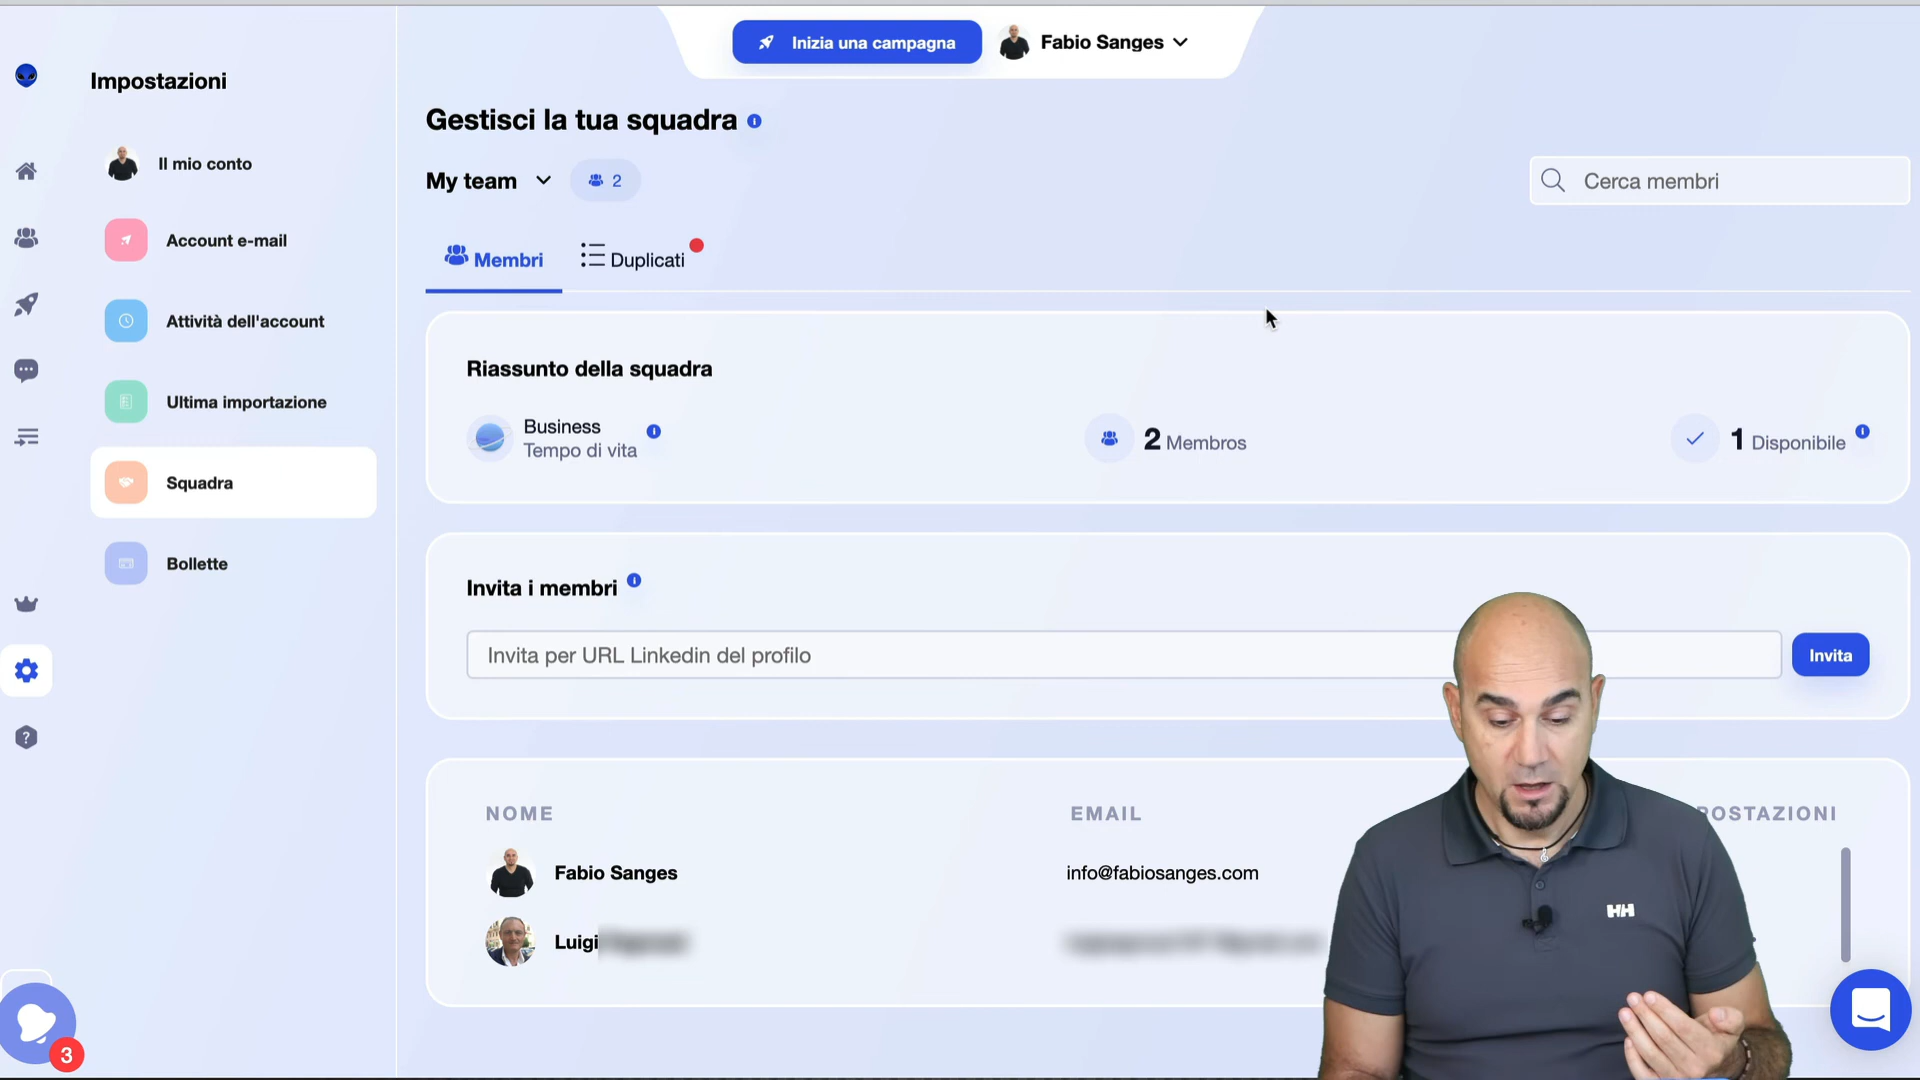 Inizia una campagna
Fabio Sanges
Impostazioni
Il mio conto
Account e-mail
Attività dell'account
Ultima importazione
Squadra
Bollette
3
Gestisci la tua squadra
My team
2
Cerca membri
Membri
Duplicati
Riassunto della squadra
Business
Tempo di vita
2 Membros
1 Disponibile
Invita i membri
Invita per URL Linkedin del profilo
Invita
NOME
EMAIL
OSTAZIONI
Fabio Sanges
info@fabiosanges.com
Luigi
HH